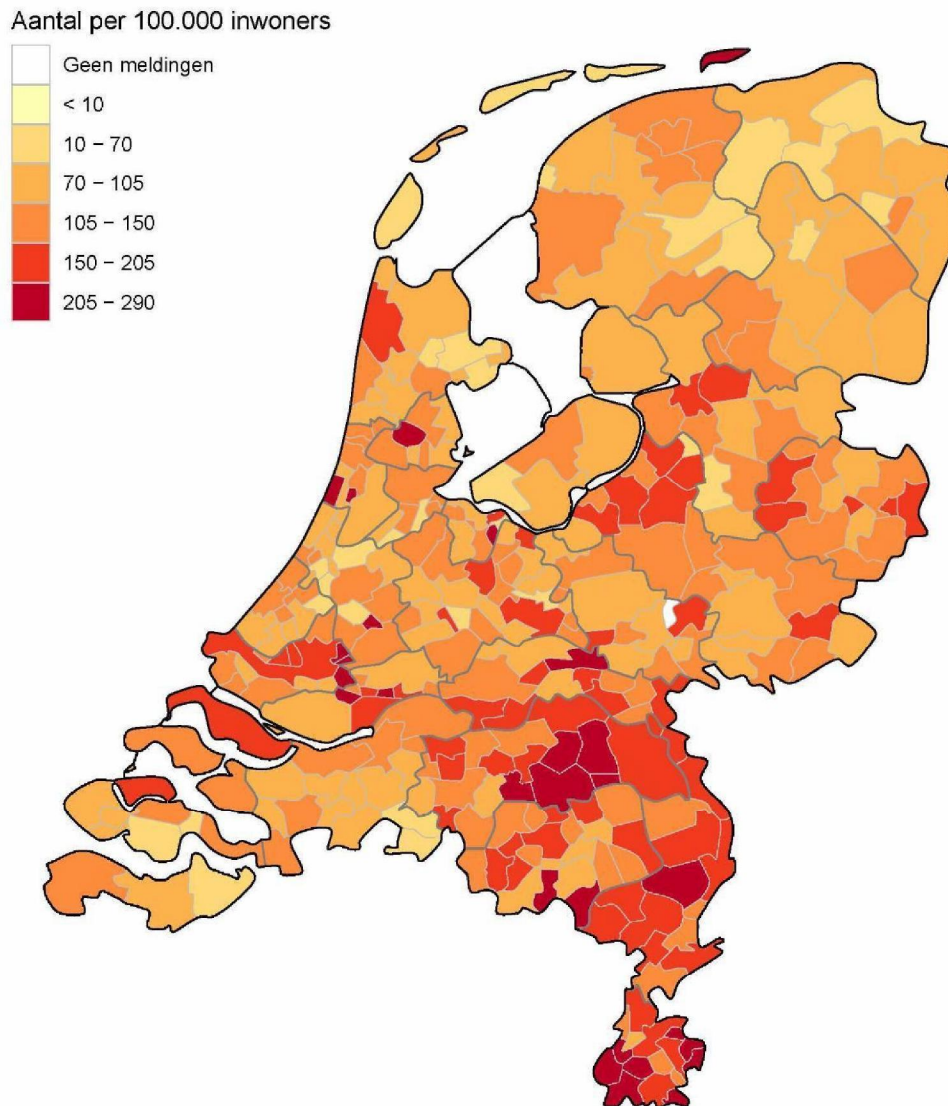 Aantal per 100.000 inwoners
Geen meldingen
< 10
10 – 70
70 – 105
105 – 150
150 – 205
205 – 290